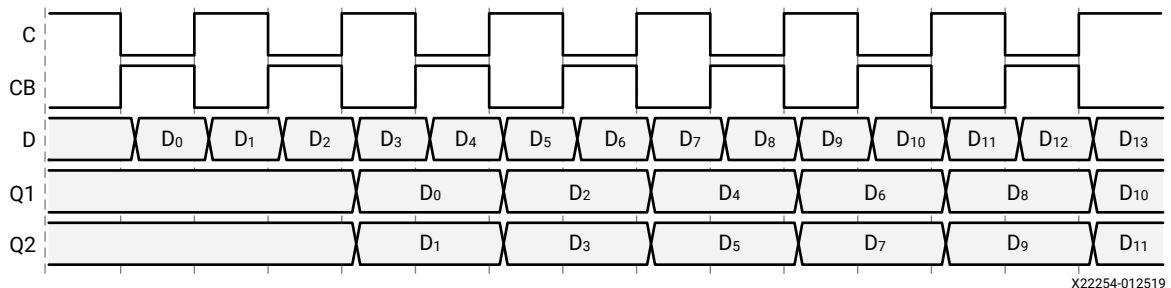 C
CB
D D₀ D₁ D₂ D₃ D₄ D₅ D₆ D₇ D₈ D₉ D₁₀ D₁₁ D₁₂ D₁₃
Q1 D₀ D₂ D₄ D₆ D₈ D₁₀
Q2 D₁ D₃ D₅ D₇ D₉ D₁₁
X22254-012519